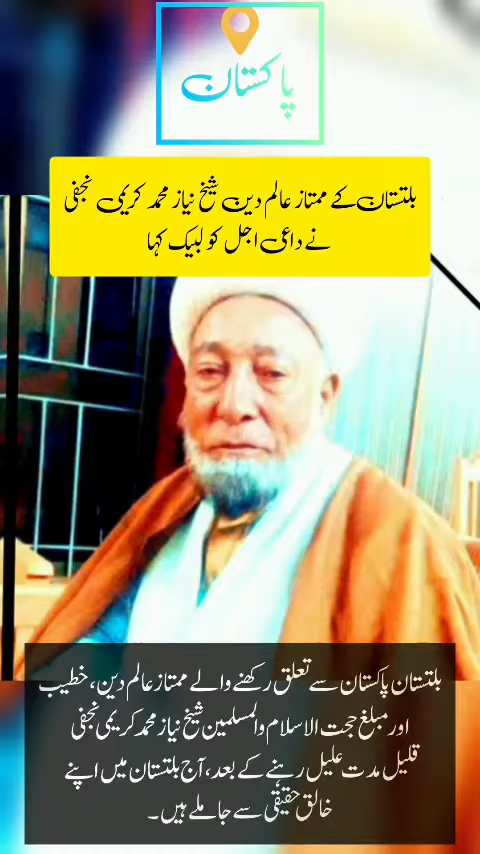 پاکستان
بلتستان کے ممتاز عالم دین شیخ نیاز محمد کریمی نجفی
نے داعی اجل کو لبیک کہا
بلتستان پاکستان سے تعلق رکھنے والے ممتاز عالم دین، خطیب
اور مبلغ حجت الاسلام والمسلمین شیخ نیاز محمد کریمی نجفی
قلیل مدت علیل رہنے کے بعد، آج بلتستان میں اپنے
خالق حقیقی سے جا ملے ہیں۔